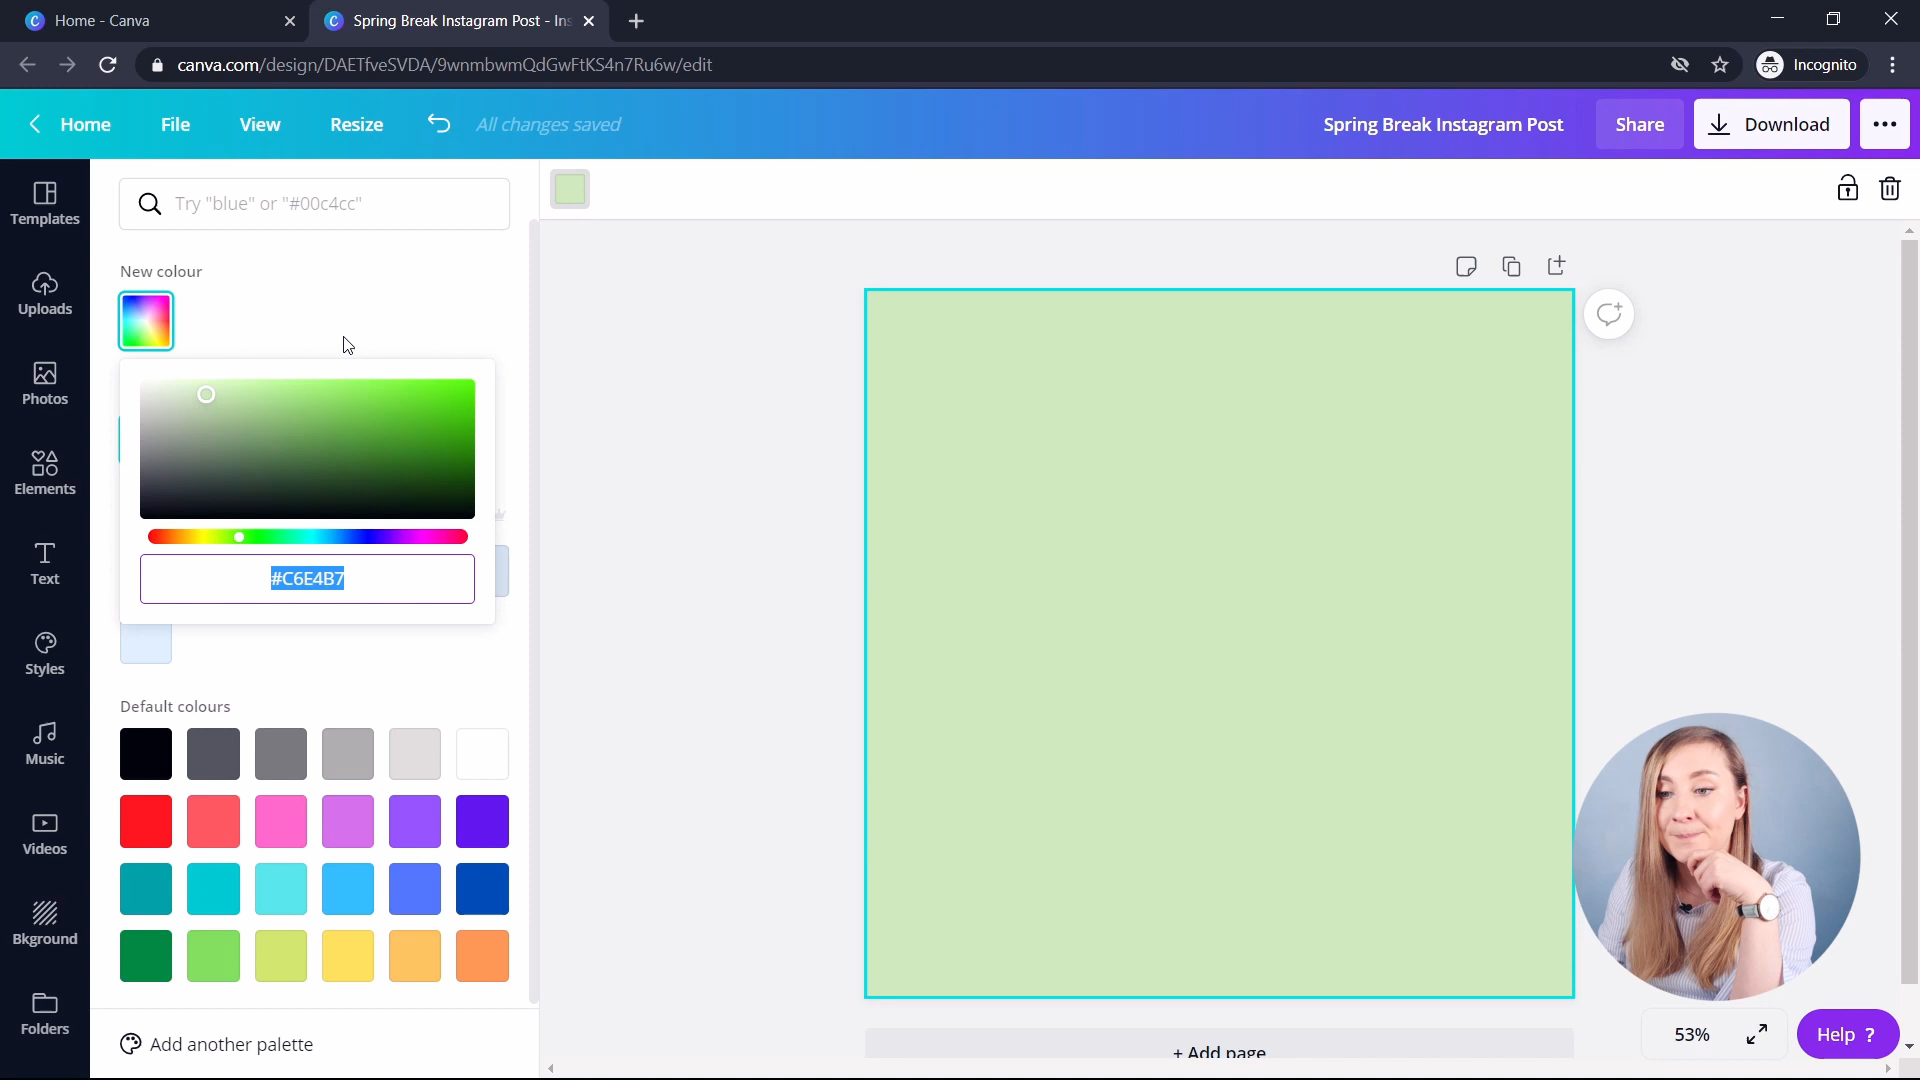 Home - Canva
Spring Break Instagram Post - Ins
canva.com/design/DAETfveSVDA/9wnmbwmQdGwFtKS4n7Ru6w/edit
Incognito
Home
File
View
Resize
All changes saved
Spring Break Instagram Post
Share
Download
Templates
Uploads
Photos
Elements
Text
Styles
Music
Videos
Bkground
Folders
Try "blue" or "#00c4cc"
New colour
#C6E4B7
Default colours
Add another palette
+ Add page
53%
Help ?